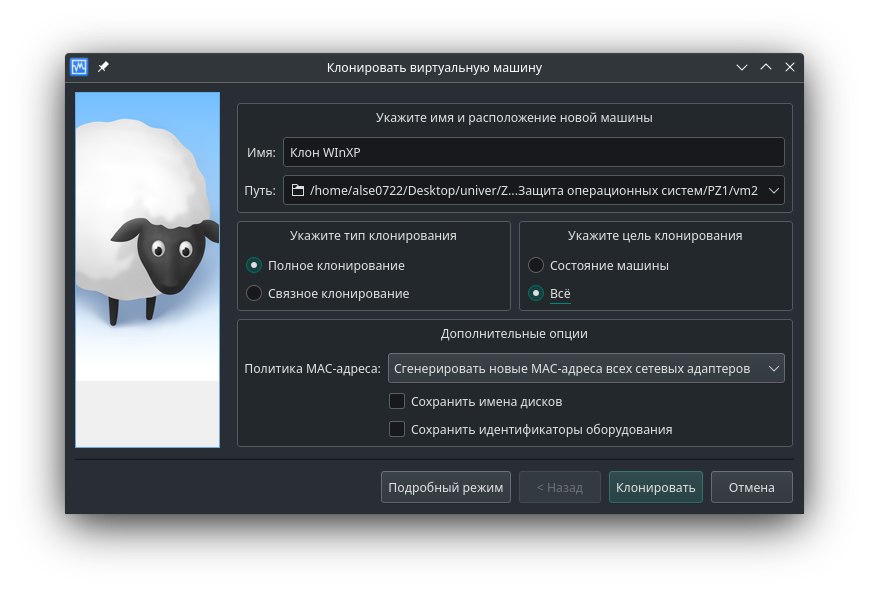 Клонировать виртуальную машину
Укажите имя и расположение новой машины
Имя: Клон WInXP
Путь: /home/alse0722/Desktop/univer/Z...Защита операционных систем/PZ1/vm2
Укажите тип клонирования
Полное клонирование
Связное клонирование
Укажите цель клонирования
Состояние машины
Всё
Дополнительные опции
Политика MAC-адреса: Сгенерировать новые MAC-адреса всех сетевых адаптеров
Сохранить имена дисков
Сохранить идентификаторы оборудования
Подробный режим < Назад Клонировать Отмена